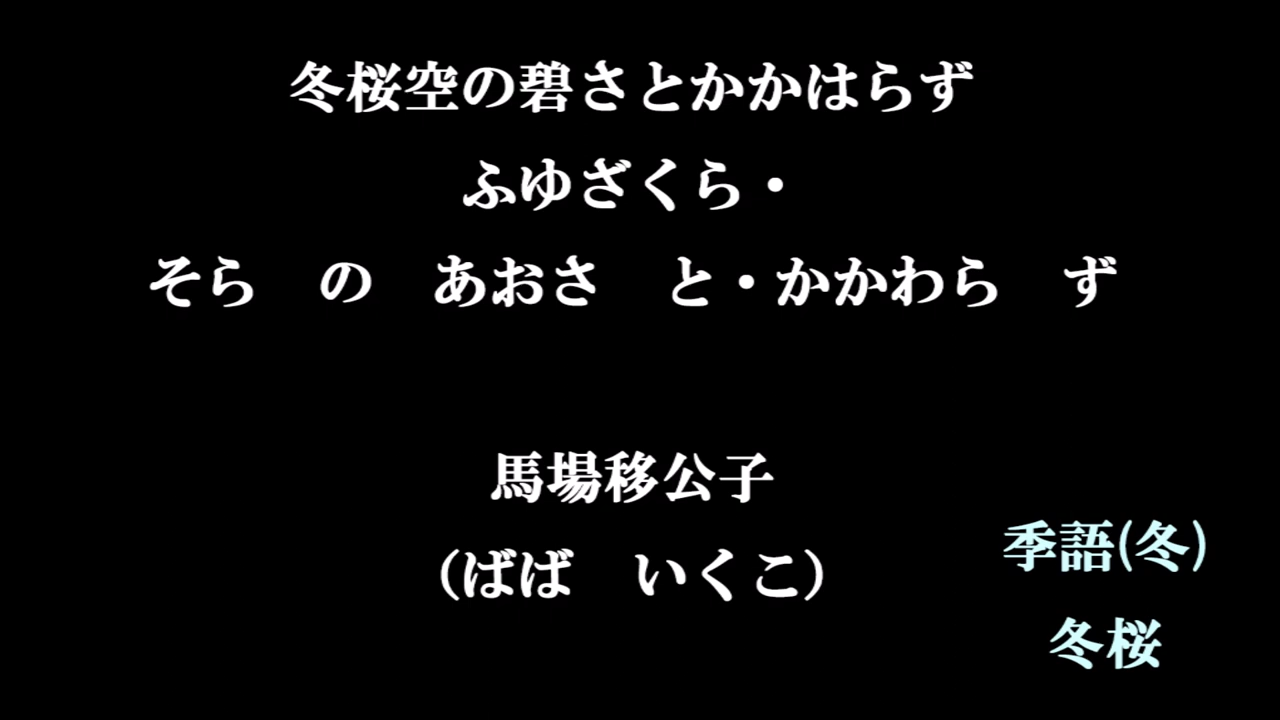 冬桜空の碧さとかかはらず
ふゆざくら・
そら　の　あおさ　と・かかわら　ず
馬場移公子
(ばば　いくこ)
季語(冬)
冬桜